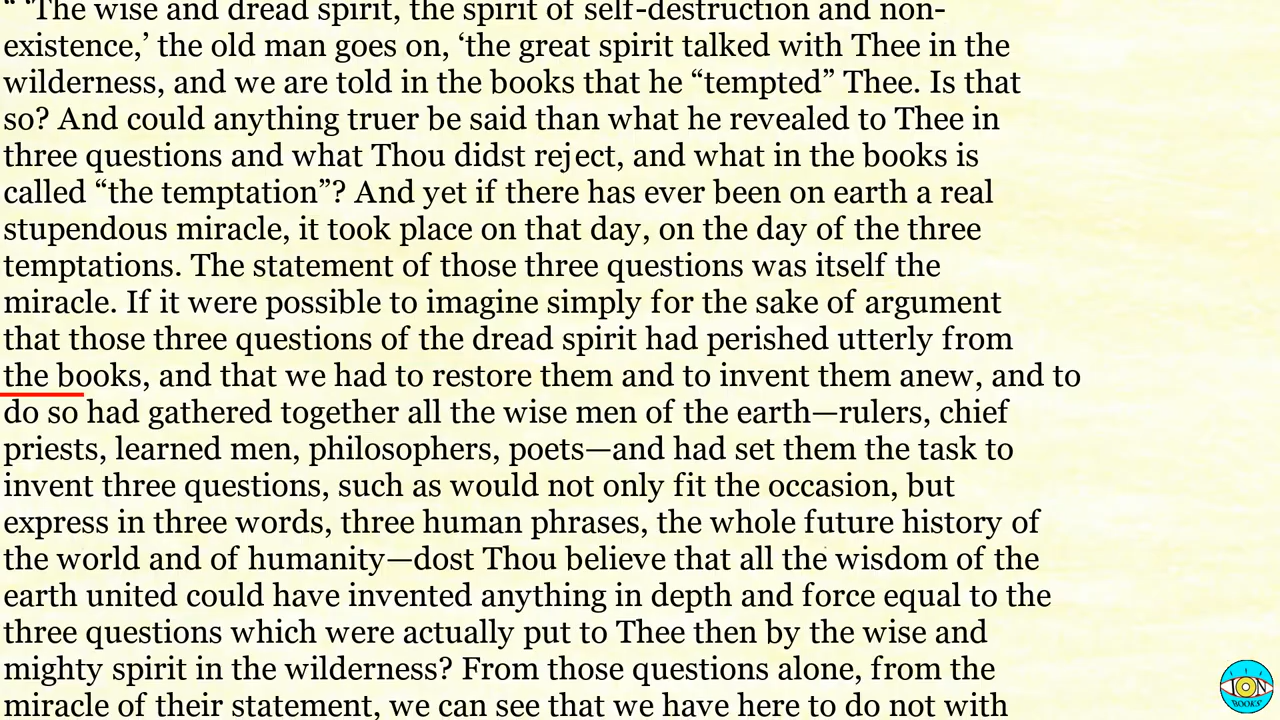 “ ‘The wise and dread spirit, the spirit of self-destruction and non-
existence,’ the old man goes on, ‘the great spirit talked with Thee in the
wilderness, and we are told in the books that he “tempted” Thee. Is that
so? And could anything truer be said than what he revealed to Thee in
three questions and what Thou didst reject, and what in the books is
called “the temptation”? And yet if there has ever been on earth a real
stupendous miracle, it took place on that day, on the day of the three
temptations. The statement of those three questions was itself the
miracle. If it were possible to imagine simply for the sake of argument
that those three questions of the dread spirit had perished utterly from
the books, and that we had to restore them and to invent them anew, and to
do so had gathered together all the wise men of the earth—rulers, chief
priests, learned men, philosophers, poets—and had set them the task to
invent three questions, such as would not only fit the occasion, but
express in three words, three human phrases, the whole future history of
the world and of humanity—dost Thou believe that all the wisdom of the
earth united could have invented anything in depth and force equal to the
three questions which were actually put to Thee then by the wise and
mighty spirit in the wilderness? From those questions alone, from the
miracle of their statement, we can see that we have here to do not with
ION
BOOKS